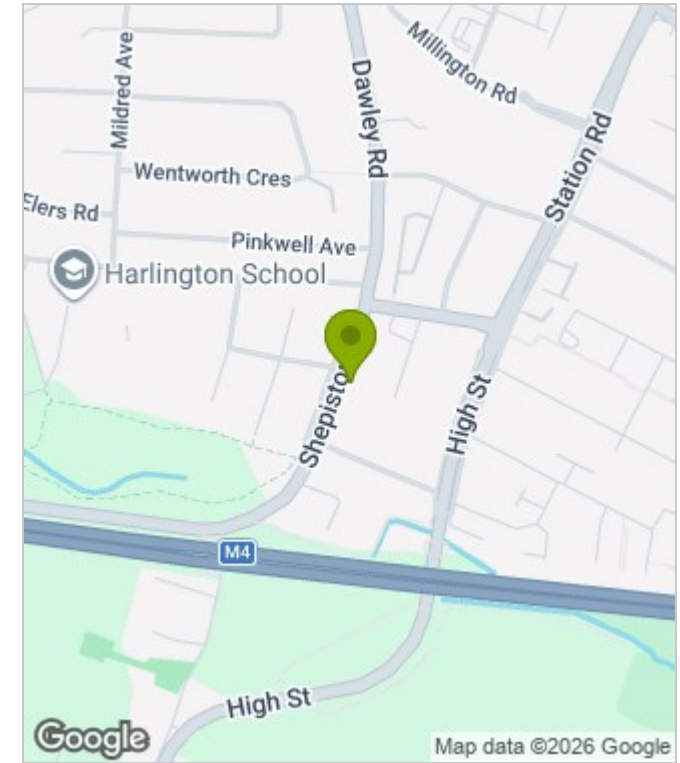 Mildred Ave
Dawley Rd
Millington Rd
Station Rd
Wentworth Cres
Elers Rd
Pinkwell Ave
Harlington School
Shepiston
High St
M4
High St
Google
Map data ©2026 Google